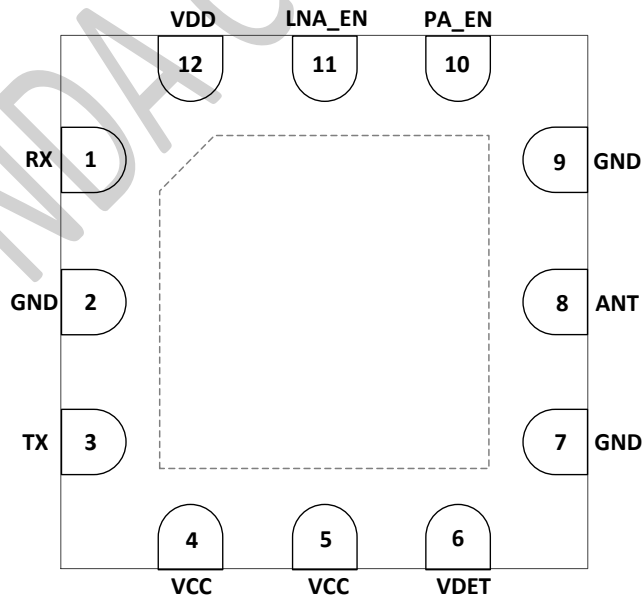 VDD LNA_EN PA_EN
12 11 10
RX 1 9 GND
GND 2 8 ANT
TX 3 7 GND
4 5 6
VCC VCC VDET
NDA